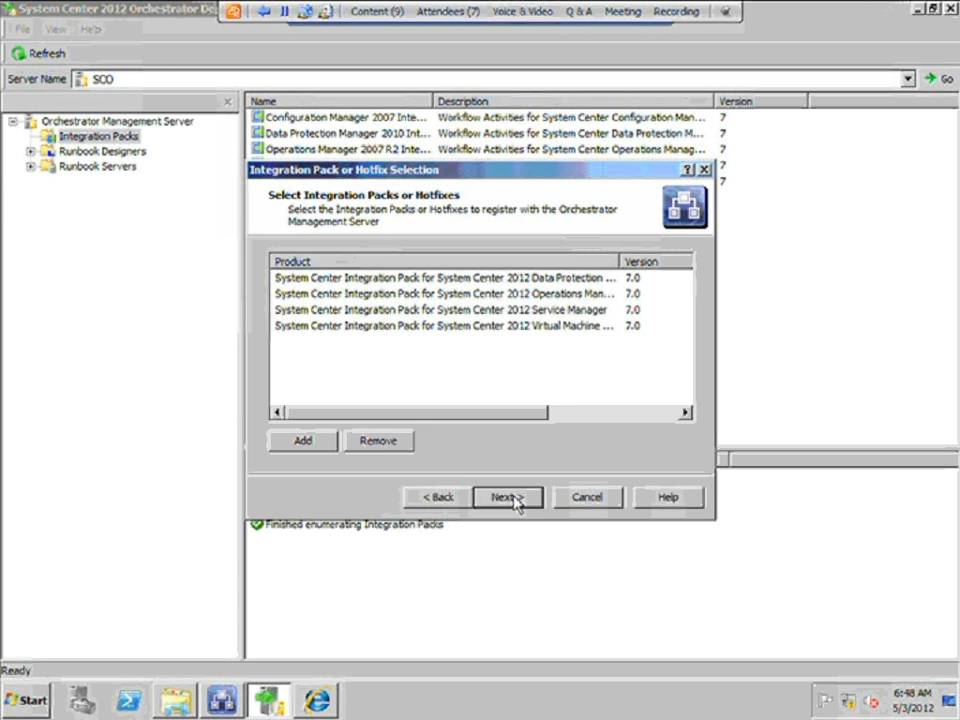 System Center 2012 Orchestrator De
Content (9) Attendees (7) Voice & Video Q & A Meeting Recording
File View Help
Refresh
Server Name SCO Go
Name Description Version
Orchestrator Management Server
Integration Packs
Runbook Designers
Runbook Servers
Configuration Manager 2007 Inte... Workflow Activities for System Center Configuration Man... 7
Data Protection Manager 2010 Int... Workflow Activities for System Center Data Protection M... 7
Operations Manager 2007 R2 Inte... Workflow Activities for System Center Operations Manag... 7
7
7
Integration Pack or Hotfix Selection
Select Integration Packs or Hotfixes
Select the Integration Packs or Hotfixes to register with the Orchestrator
Management Server
Product Version
System Center Integration Pack for System Center 2012 Data Protection ... 7.0
System Center Integration Pack for System Center 2012 Operations Man... 7.0
System Center Integration Pack for System Center 2012 Service Manager 7.0
System Center Integration Pack for System Center 2012 Virtual Machine ... 7.0
Add Remove
< Back Next > Cancel Help
Finished enumerating Integration Packs
Ready
Start
6:48 AM
5/3/2012